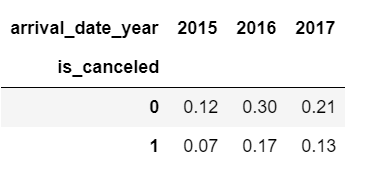 arrival_date_year 2015 2016 2017
is_canceled
0 0.12 0.30 0.21
1 0.07 0.17 0.13